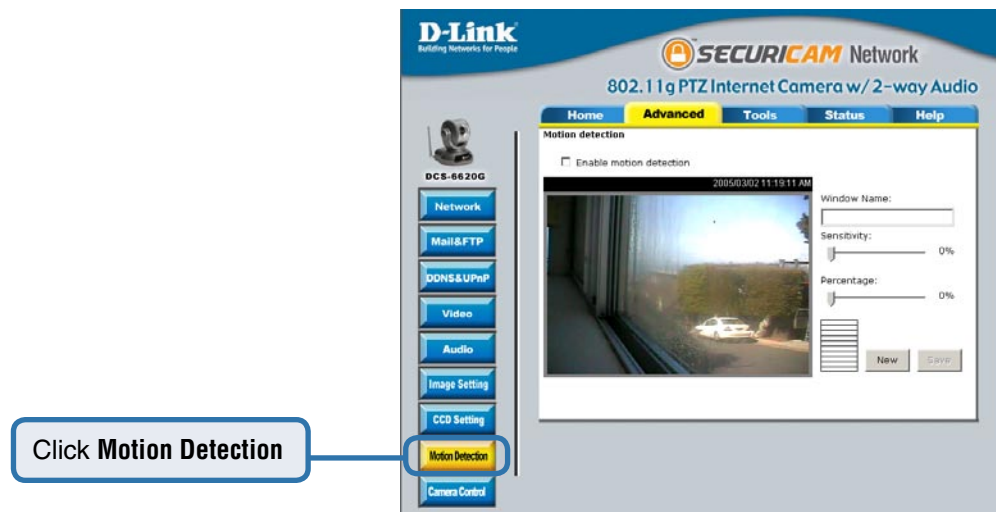 D-Link
Building Networks for People
SECURICAM Network
802.11g PTZ Internet Camera w/ 2-way Audio
Home Advanced Tools Status Help
DCS-6620G
Network
Mail&FTP
DDNS&UPnP
Video
Audio
Image Setting
CCD Setting
Motion Detection
Camera Control
Motion detection
Enable motion detection
2005/03/02 11:19:11 AM
Window Name:
Sensitivity:
0%
Percentage:
0%
New Save
Click Motion Detection